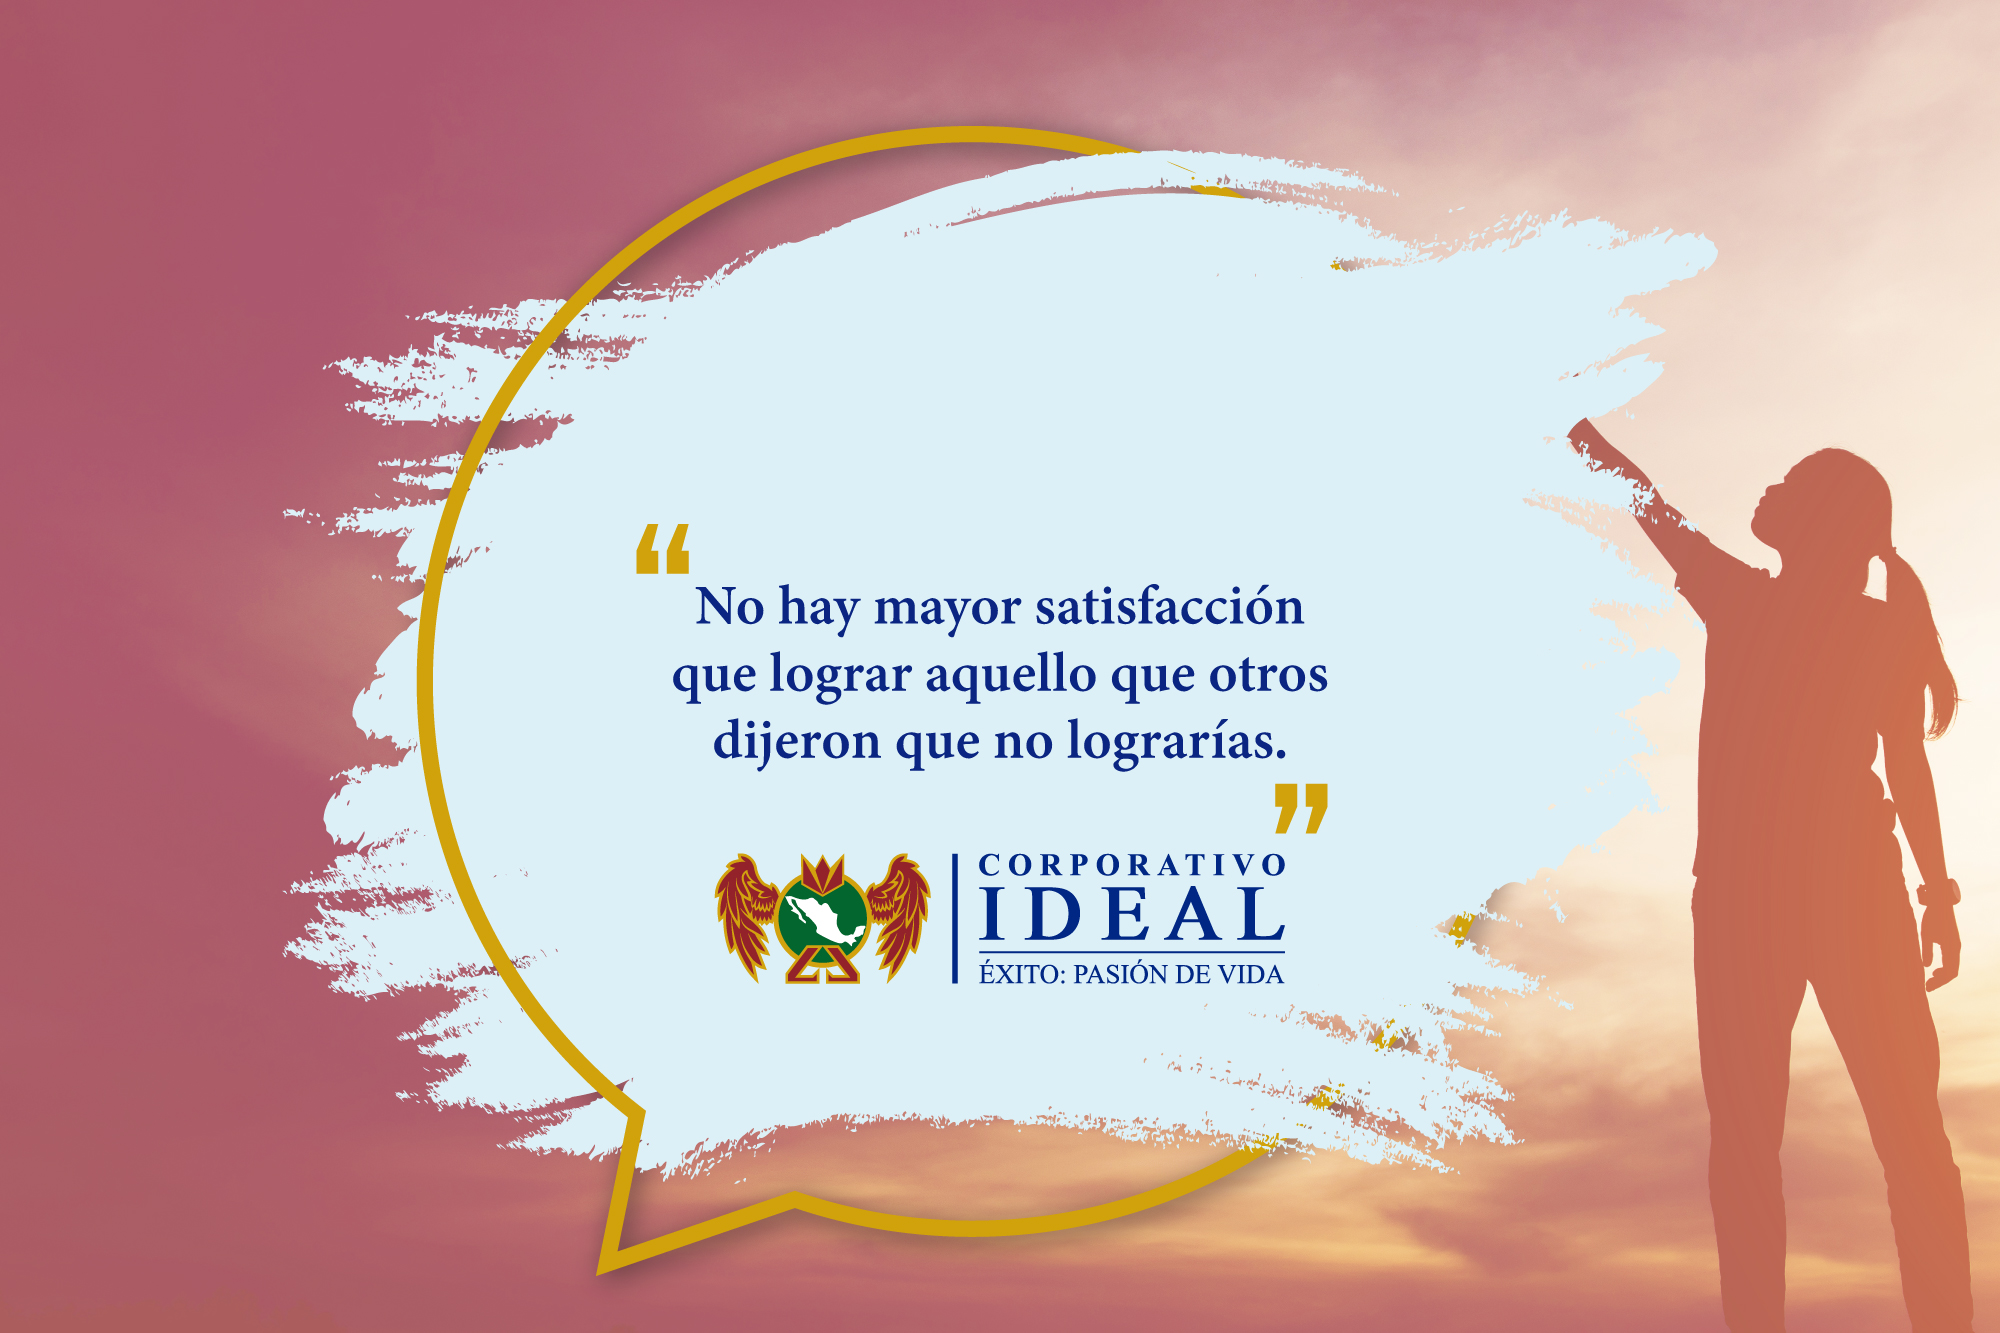 “No hay mayor satisfacción
que lograr aquello que otros
dijeron que no lograrías.”
CORPORATIVO
IDEAL
ÉXITO: PASIÓN DE VIDA